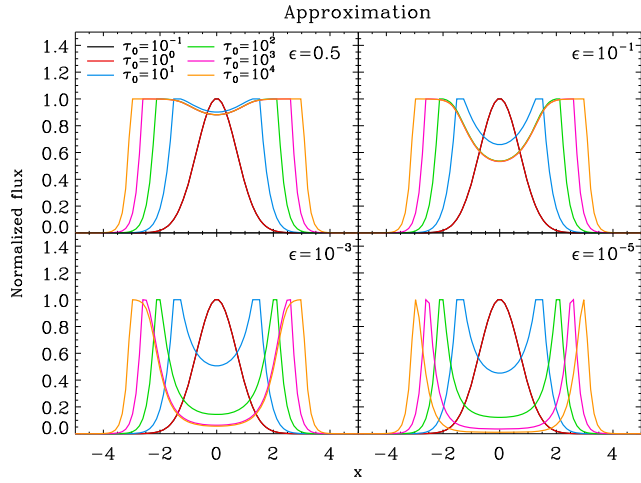 Approximation
τ₀=10⁻¹ τ₀=10²
τ₀=10⁰ τ₀=10³
τ₀=10¹ τ₀=10⁴
ϵ=0.5
ϵ=10⁻¹
1.4
1.2
1.0
0.8
0.6
0.4
0.2
0.0
Normalized flux
ϵ=10⁻³
ϵ=10⁻⁵
1.4
1.2
1.0
0.8
0.6
0.4
0.2
0.0
−4 −2 0 2 4
−4 −2 0 2 4
x